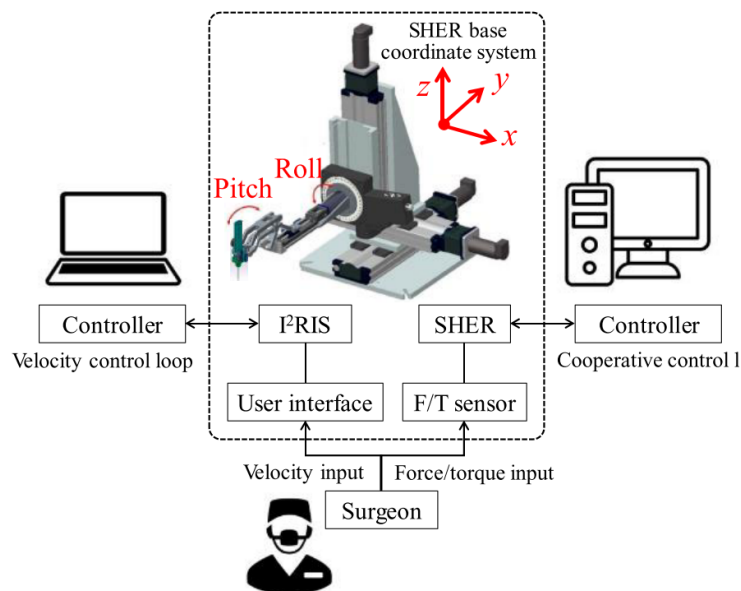 SHER base
coordinate system
z
y
x
Roll
Pitch
Controller
I²RIS
SHER
Controller
Velocity control loop
Cooperative control l
User interface
F/T sensor
Velocity input
Force/torque input
Surgeon